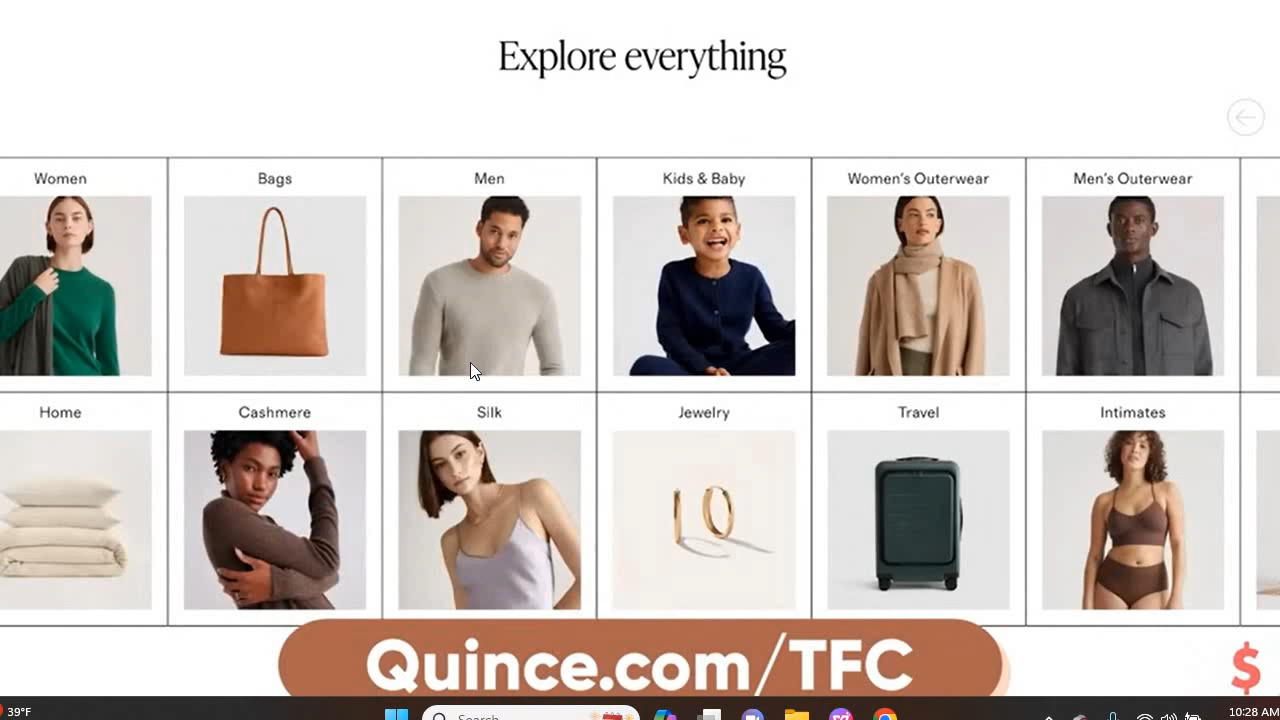 Explore everything
Women
Bags
Men
Kids & Baby
Women's Outerwear
Men's Outerwear
Home
Cashmere
Silk
Jewelry
Travel
Intimates
Quince.com/TFC
$
39°F
Search
10:28 AM